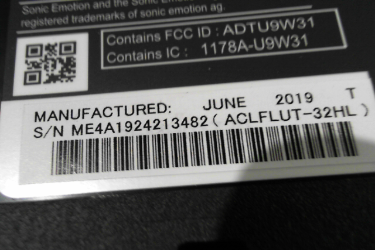 Sonic Emotion and the Sonic Em
registered trademarks of sonic emotion ag.
Contains FCC ID : ADTU9W31
Contains IC : 1178A-U9W31
MANUFACTURED: JUNE 2019 T
S/N ME4A1924213482 ( ACLFLUT-32HL )